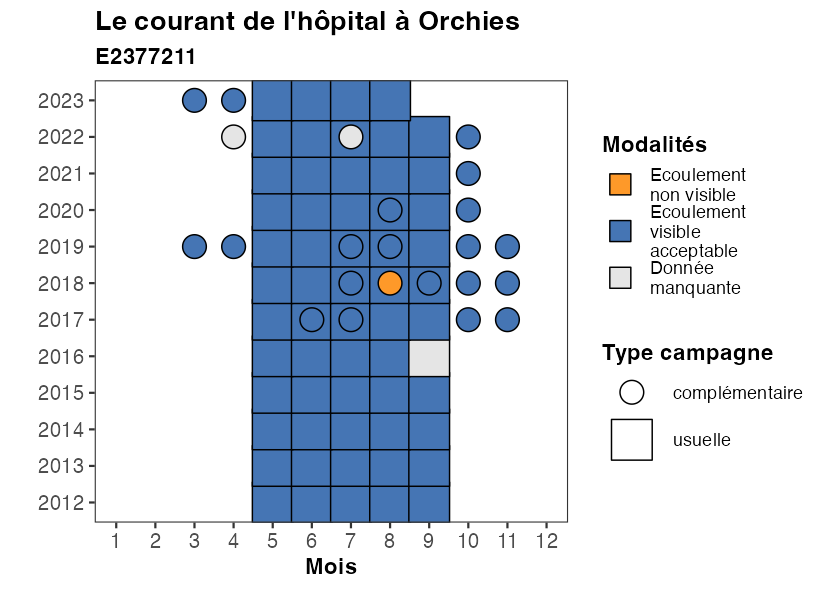 Le courant de l'hôpital à Orchies
E2377211
2023
2022
2021
2020
2019
2018
2017
2016
2015
2014
2013
2012
1 2 3 4 5 6 7 8 9 10 11 12
Mois
Modalités
Ecoulement
non visible
Ecoulement
visible
acceptable
Donnée
manquante
Type campagne
complémentaire
usuelle